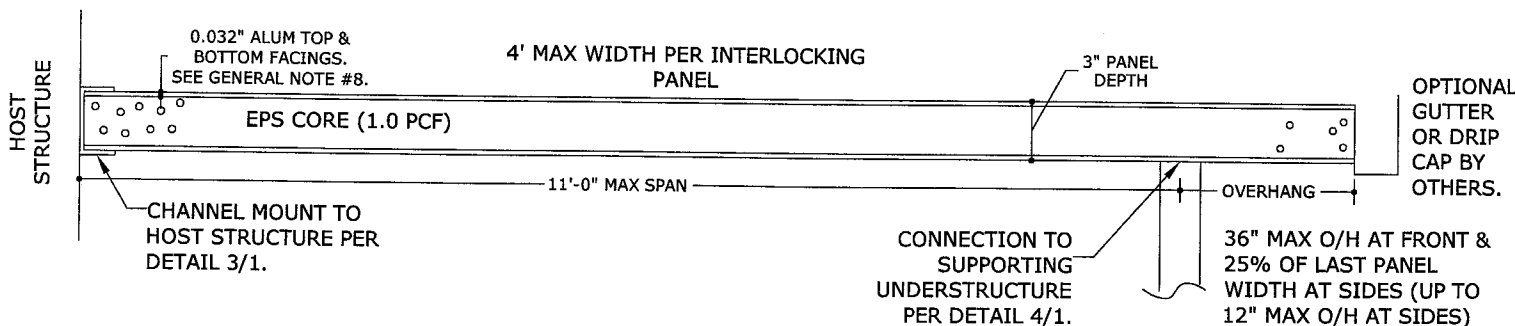 HOST
STRUCTURE
0.032" ALUM TOP &
BOTTOM FACINGS.
SEE GENERAL NOTE #8.
4' MAX WIDTH PER INTERLOCKING
PANEL
3" PANEL
DEPTH
OPTIONAL
GUTTER
OR DRIP
CAP BY
OTHERS.
EPS CORE (1.0 PCF)
11'-0" MAX SPAN
OVERHANG
CHANNEL MOUNT TO
HOST STRUCTURE PER
DETAIL 3/1.
CONNECTION TO
SUPPORTING
UNDERSTRUCTURE
PER DETAIL 4/1.
36" MAX O/H AT FRONT &
25% OF LAST PANEL
WIDTH AT SIDES (UP TO
12" MAX O/H AT SIDES)